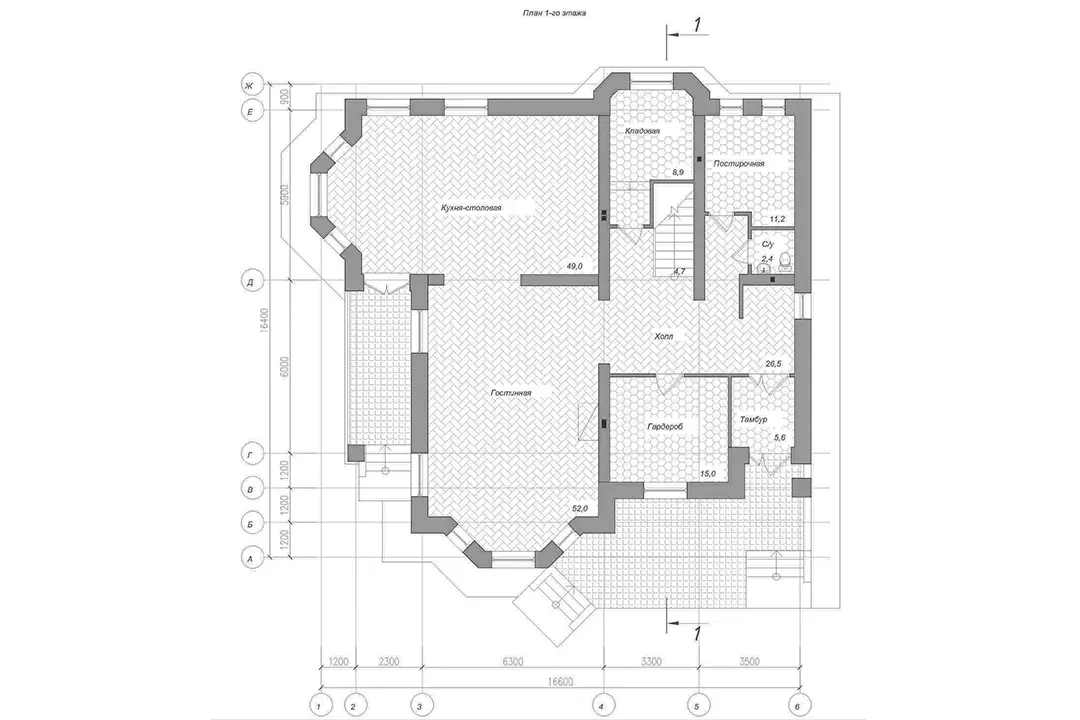 План 1-го этажа
1
Ж
900
Е
Кладовая
Постирочная
8,9
5900
Кухня-столовая
11,2
С/у
2,4
49,0
4,7
Д
16400
Холл
6000
26,5
Гостинная
Гардероб
Тамбур
5,6
Г
15,0
1200
В
52,0
1200
Б
1200
А
1
1200
2300
6300
3300
3500
16600
1
2
3
4
5
6